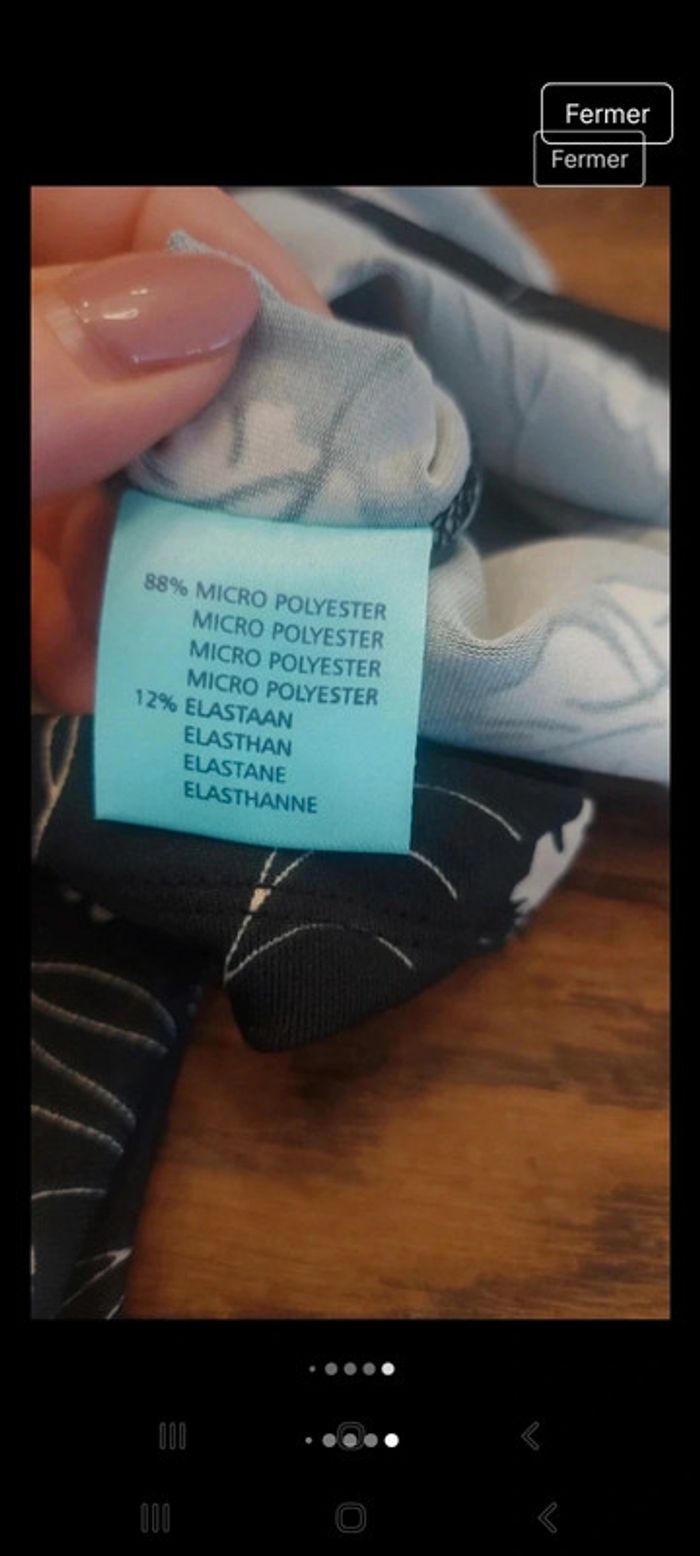 Fermer
Fermer
88% MICRO POLYESTER
MICRO POLYESTER
MICRO POLYESTER
MICRO POLYESTER
12% ELASTAAN
ELASTHAN
ELASTANE
ELASTHANNE